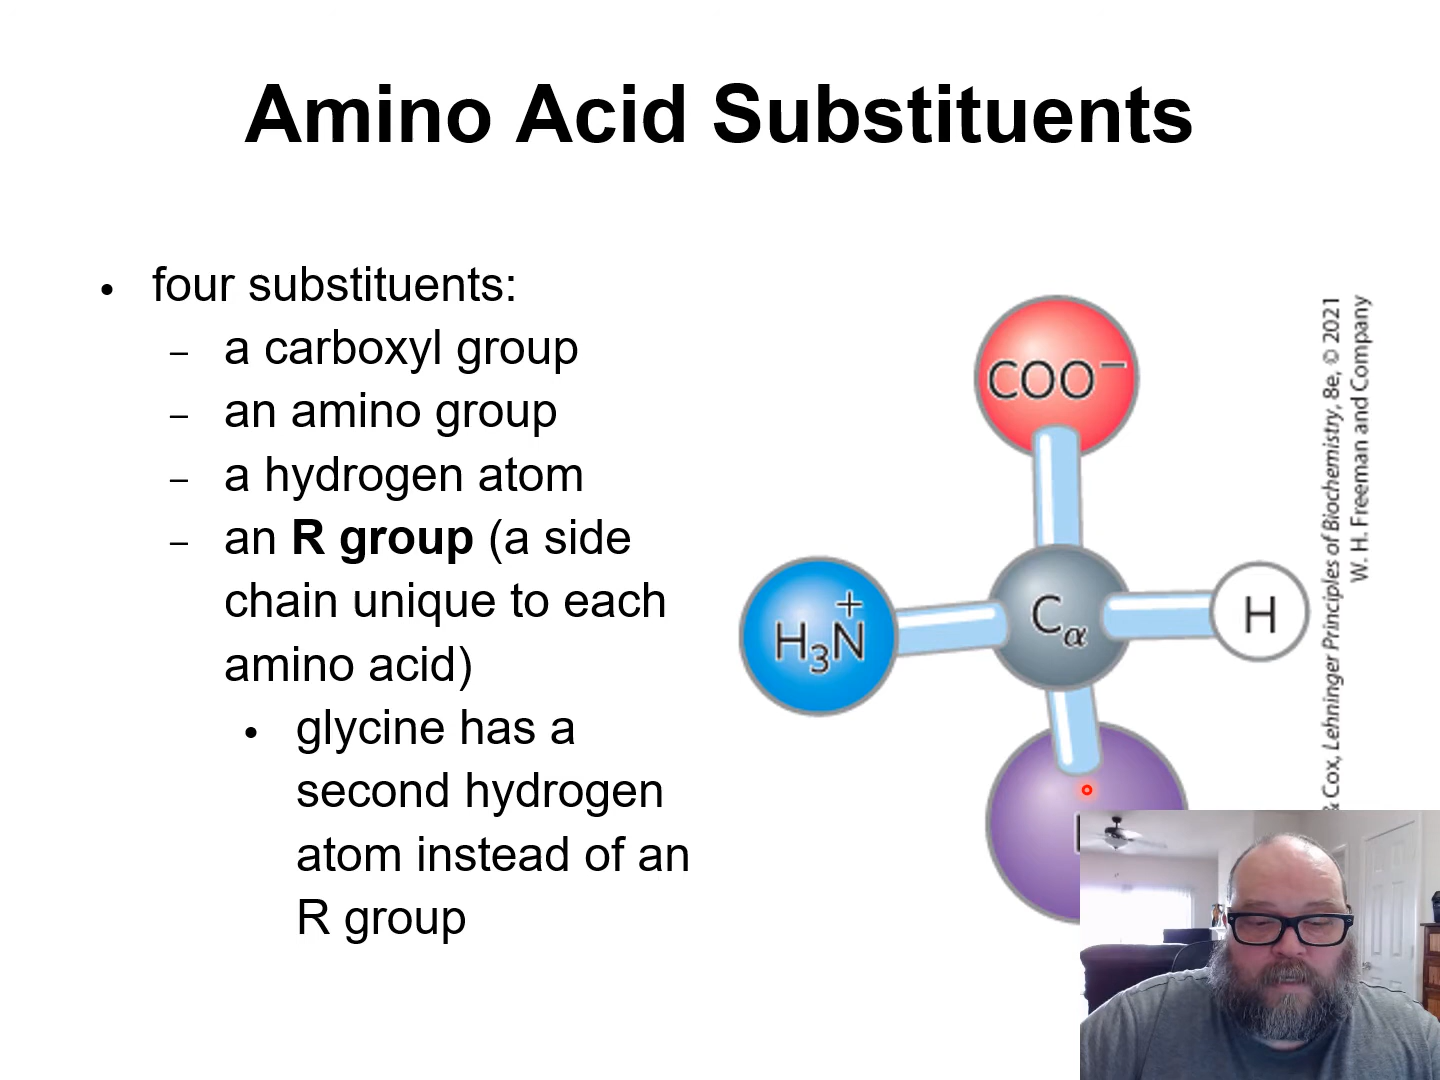 Amino Acid Substituents
• four substituents:
– a carboxyl group
– an amino group
– a hydrogen atom
– an R group (a side
chain unique to each
amino acid)
• glycine has a
second hydrogen
atom instead of an
R group
COO⁻
H₃N⁺
Cα
H
& Cox, Lehninger Principles of Biochemistry, 8e, © 2021
W. H. Freeman and Company